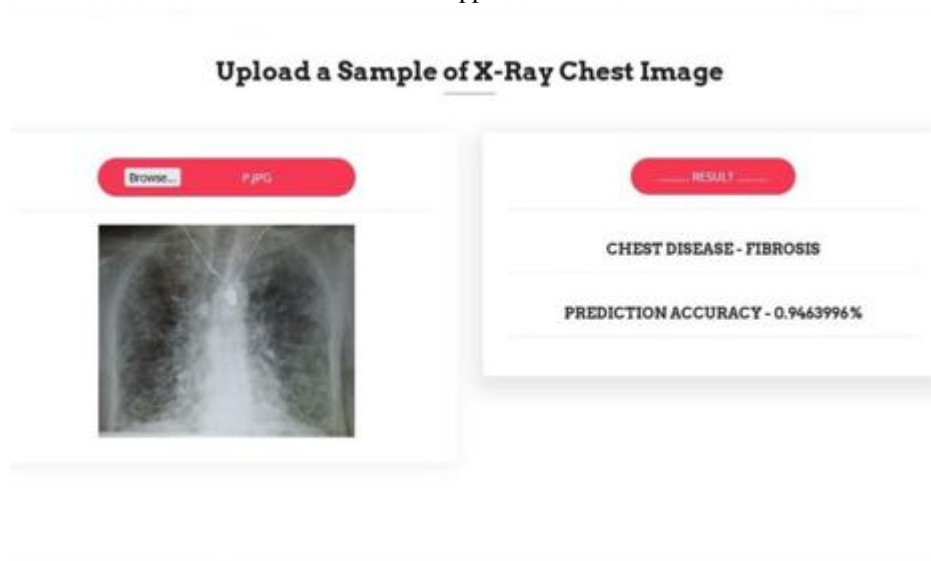 Upload a Sample of X-Ray Chest Image
Browse... P.JPG
.......... RESULT ..........
CHEST DISEASE - FIBROSIS
PREDICTION ACCURACY - 0.9463996%